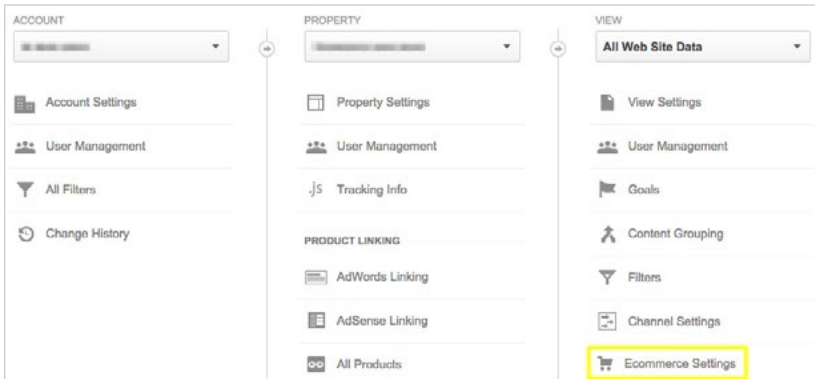 ACCOUNT
Account Settings
User Management
All Filters
Change History
PROPERTY
Property Settings
User Management
.js Tracking Info
PRODUCT LINKING
AdWords Linking
AdSense Linking
All Products
VIEW
All Web Site Data
View Settings
User Management
Goals
Content Grouping
Filters
Channel Settings
Ecommerce Settings